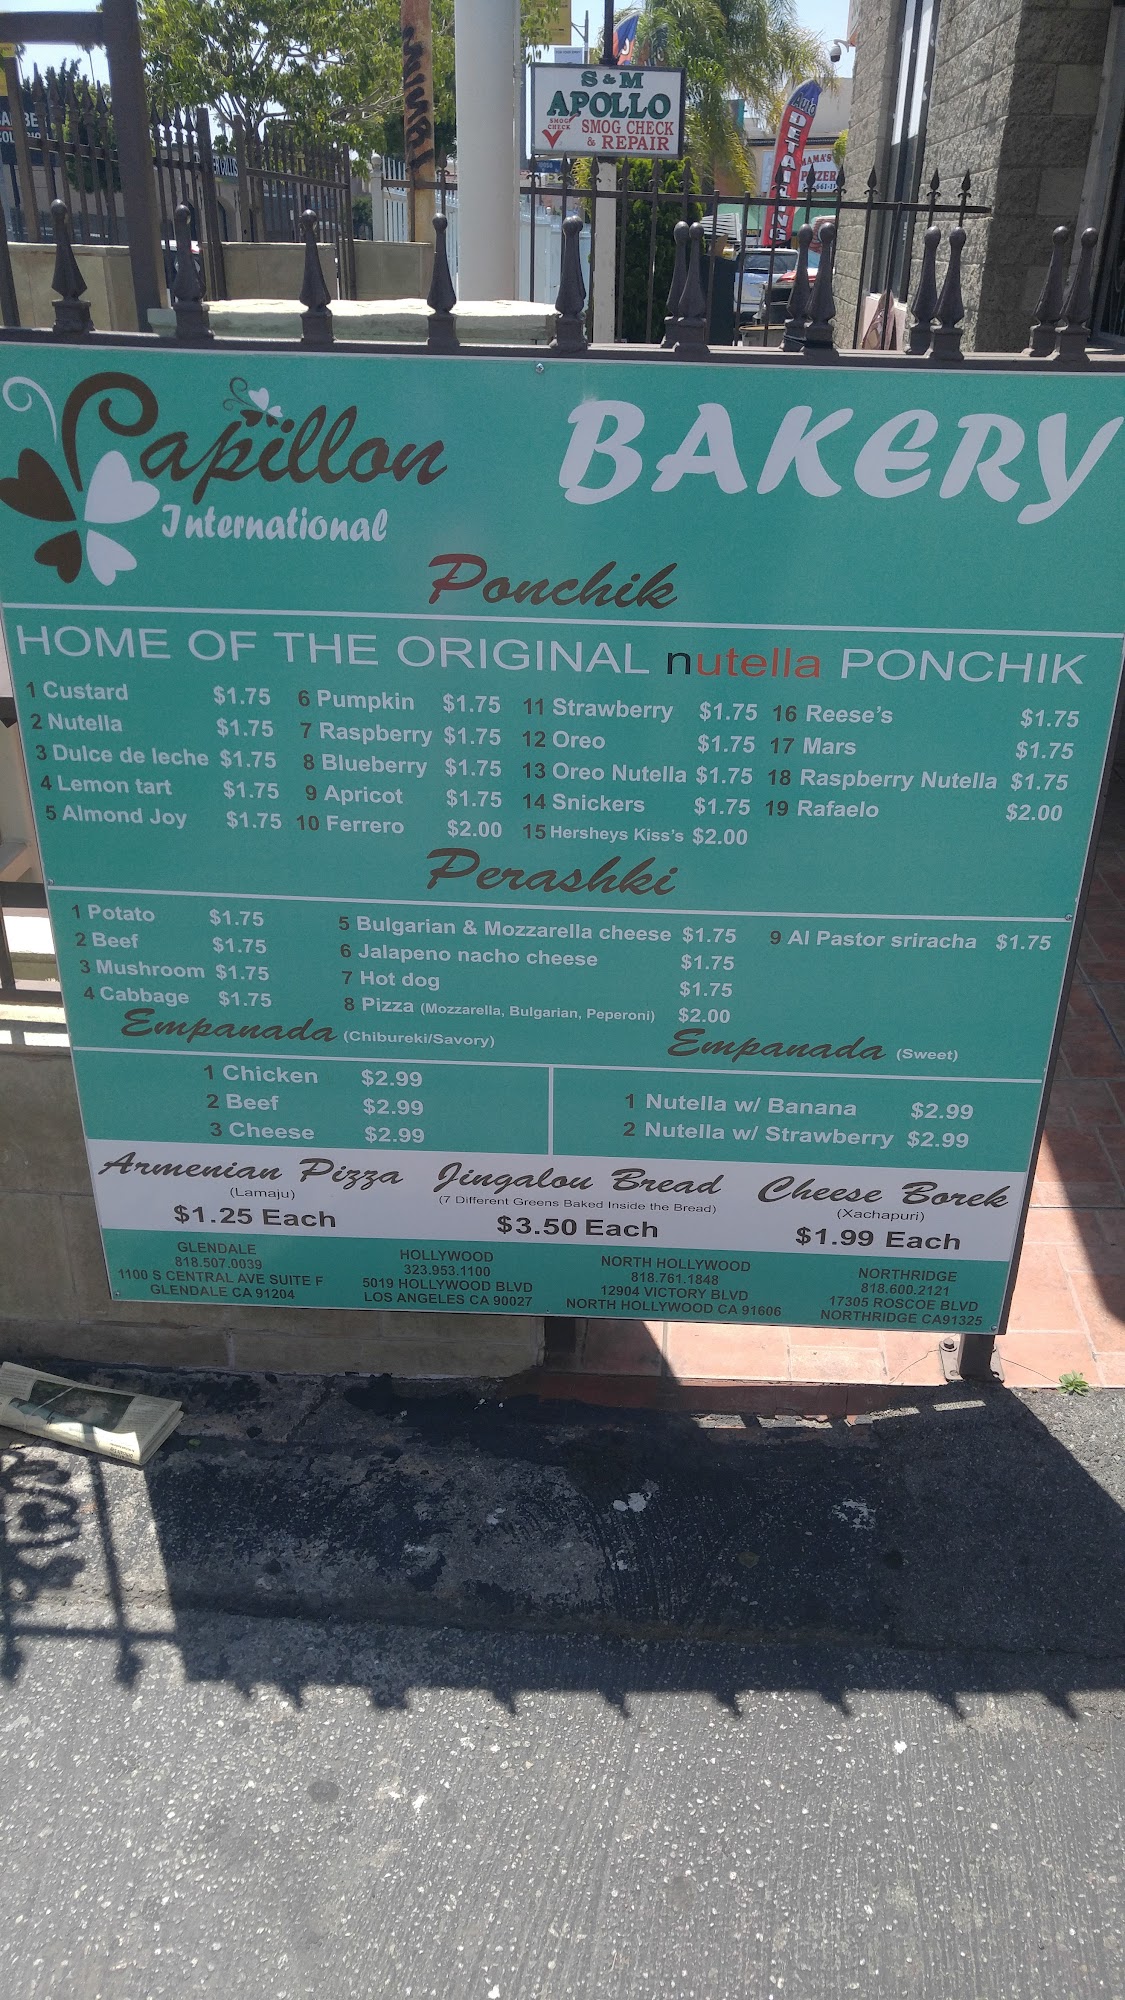 S & M
APOLLO
SMOG CHECK
SMOG CHECK
& REPAIR
Auto
DETAILING
MAMA'S
Papillon
International
BAKERY
Ponchik
HOME OF THE ORIGINAL nutella PONCHIK
1 Custard $1.75
2 Nutella $1.75
3 Dulce de leche $1.75
4 Lemon tart $1.75
5 Almond Joy $1.75
6 Pumpkin $1.75
7 Raspberry $1.75
8 Blueberry $1.75
9 Apricot $1.75
10 Ferrero $2.00
11 Strawberry $1.75
12 Oreo $1.75
13 Oreo Nutella $1.75
14 Snickers $1.75
15 Hersheys Kiss's $2.00
16 Reese's $1.75
17 Mars $1.75
18 Raspberry Nutella $1.75
19 Rafaelo $2.00
Perashki
1 Potato $1.75
2 Beef $1.75
3 Mushroom $1.75
4 Cabbage $1.75
5 Bulgarian & Mozzarella cheese $1.75
6 Jalapeno nacho cheese $1.75
7 Hot dog $1.75
8 Pizza (Mozzarella, Bulgarian, Peperoni) $2.00
9 Al Pastor sriracha $1.75
Empanada (Chibureki/Savory)
1 Chicken $2.99
2 Beef $2.99
3 Cheese $2.99
Empanada (Sweet)
1 Nutella w/ Banana $2.99
2 Nutella w/ Strawberry $2.99
Armenian Pizza
(Lamaju)
$1.25 Each
Jingalou Bread
(7 Different Greens Baked Inside the Bread)
$3.50 Each
Cheese Borek
(Xachapuri)
$1.99 Each
GLENDALE
818.507.0039
1100 S CENTRAL AVE SUITE F
GLENDALE CA 91204
HOLLYWOOD
323.953.1100
5019 HOLLYWOOD BLVD
LOS ANGELES CA 90027
NORTH HOLLYWOOD
818.761.1848
12904 VICTORY BLVD
NORTH HOLLYWOOD CA 91606
NORTHRIDGE
818.600.2121
17305 ROSCOE BLVD
NORTHRIDGE CA91325